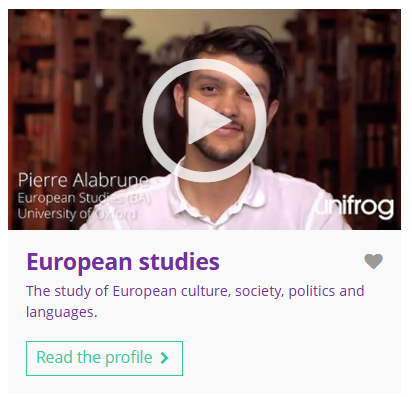 Pierre Alabrune
European Studies (BA)
University of Oxford
unifrog
European studies
The study of European culture, society, politics and
languages.
Read the profile